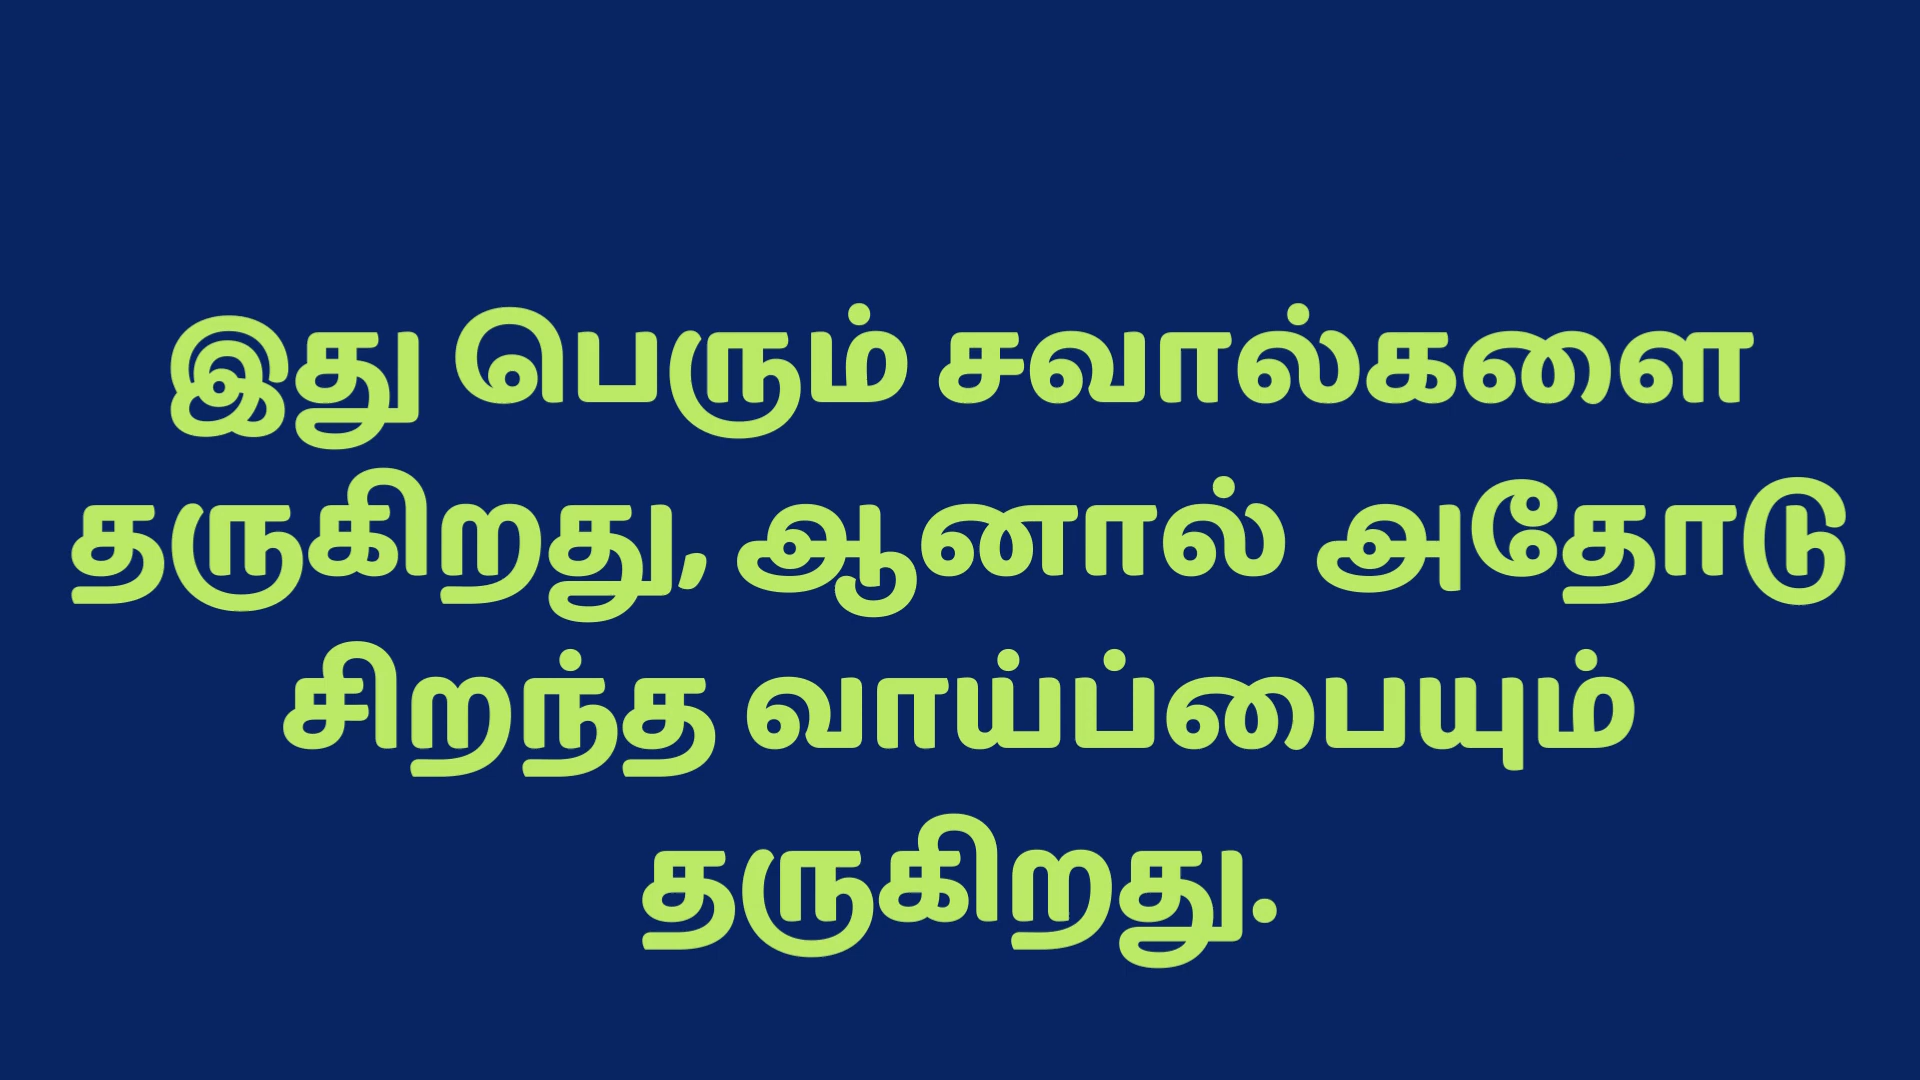 இது பெரும் சவால்களை
தருகிறது, ஆனால் அதோடு
சிறந்த வாய்ப்பையும்
தருகிறது.